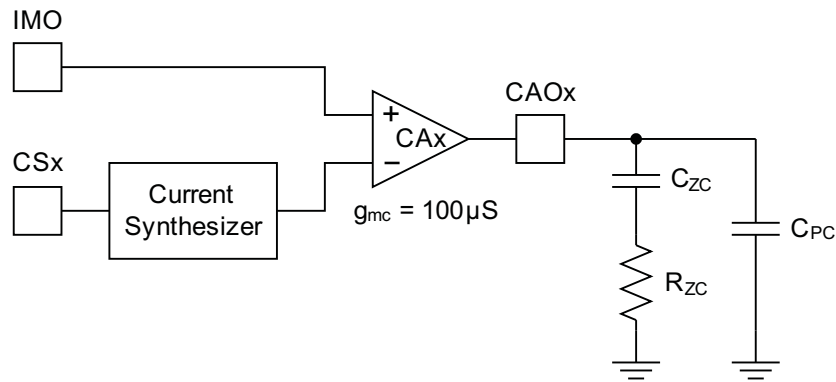 IMO
CAOx
+
CAx
−
CSx
Current
Synthesizer
gmc = 100µS
CZC
CPC
RZC